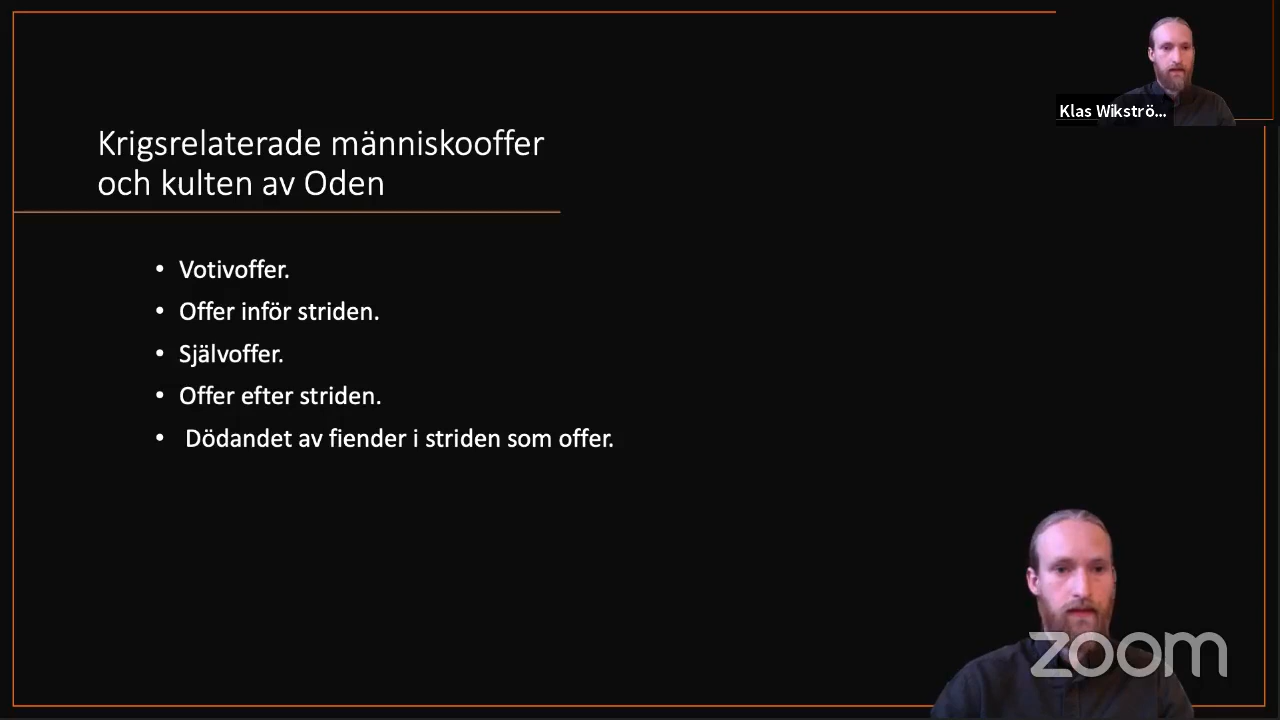 Klas Wikströ...
Krigsrelaterade människooffer
och kulten av Oden
• Votivoffer.
• Offer inför striden.
• Självoffer.
• Offer efter striden.
• Dödandet av fiender i striden som offer.
zoom